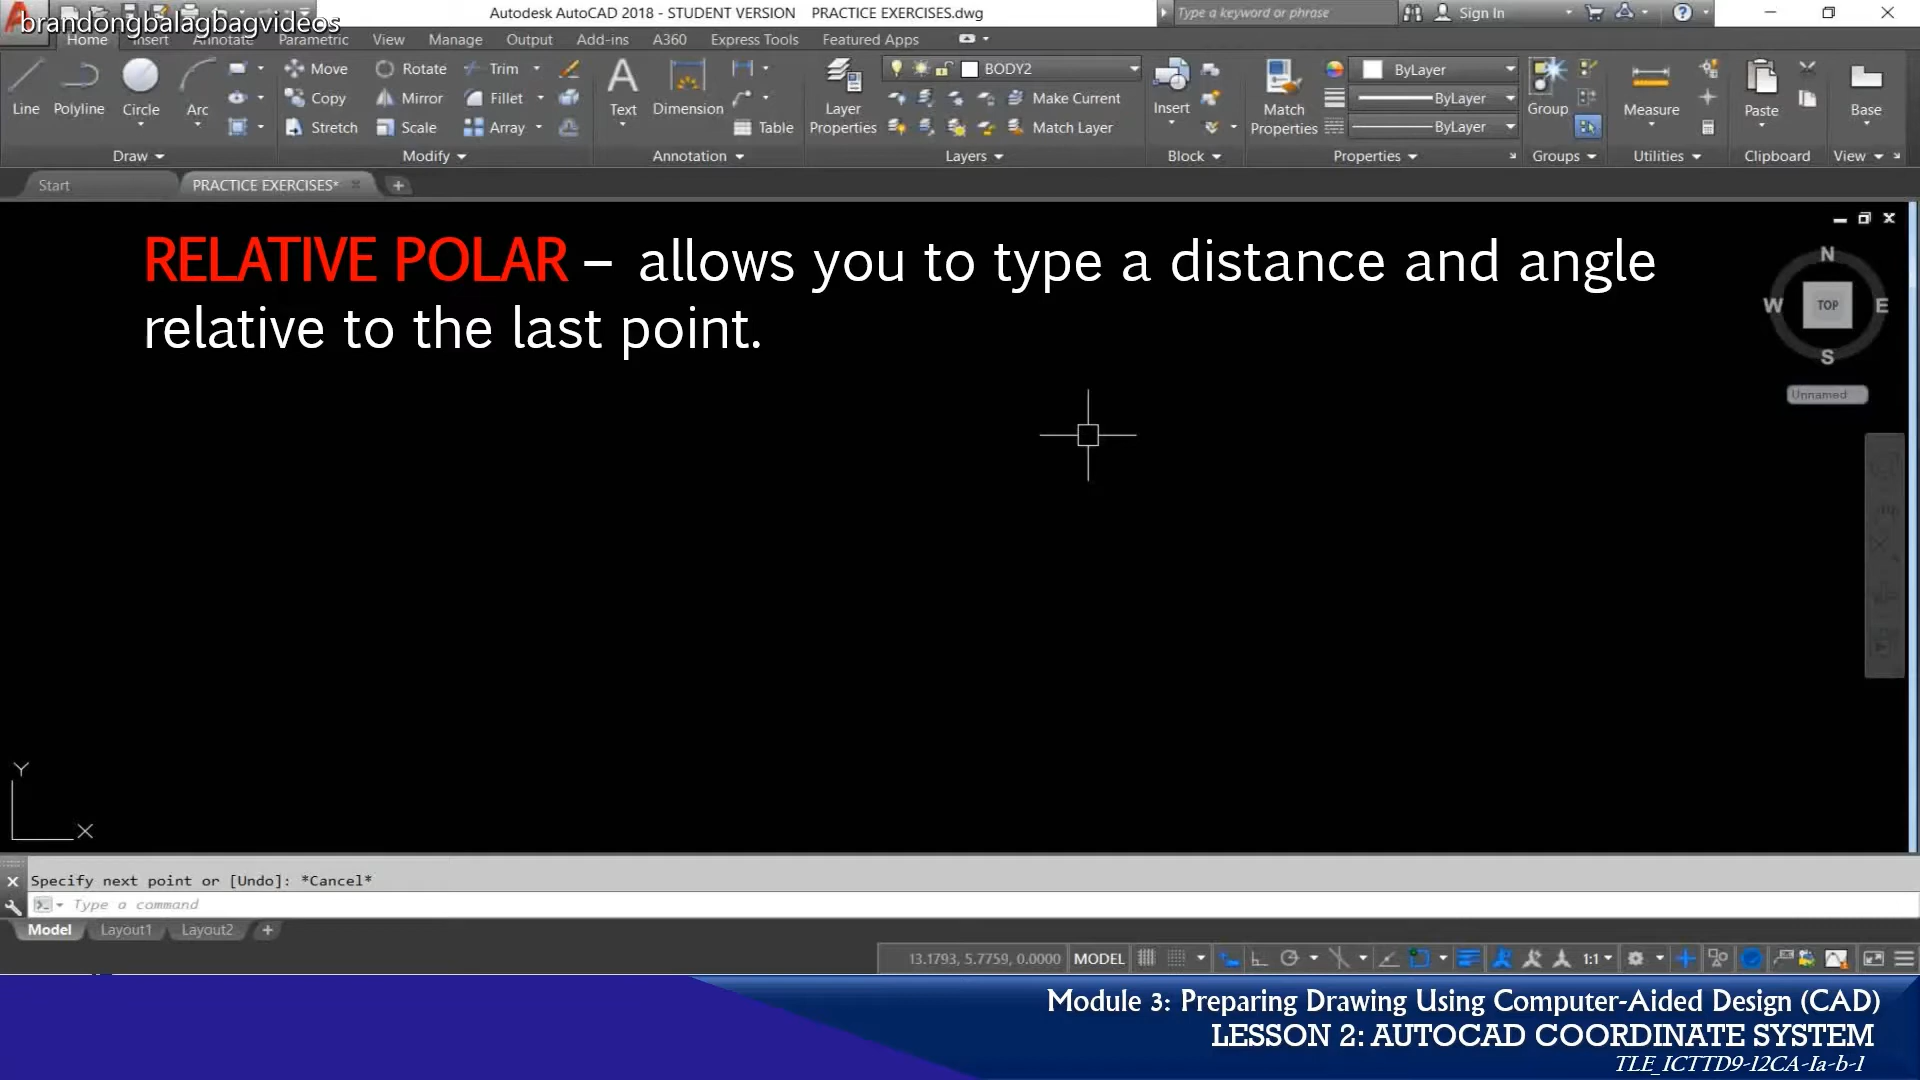 brandongbalagbagvideos
Autodesk AutoCAD 2018 - STUDENT VERSION    PRACTICE EXERCISES.dwg
Type a keyword or phrase
Sign In
Home Insert Annotate Parametric View Manage Output Add-ins A360 Express Tools Featured Apps
Line Polyline Circle Arc
Move Rotate Trim
Copy Mirror Fillet
Stretch Scale Array
Text Dimension Table
Layer Properties
BODY2
Make Current
Match Layer
Insert
Match Properties
ByLayer
ByLayer
ByLayer
Group Measure Paste Base
Draw Modify Annotation Layers Block Properties Groups Utilities Clipboard View
Start PRACTICE EXERCISES* +
RELATIVE POLAR – allows you to type a distance and angle
relative to the last point.
N
W TOP E
S
Unnamed
Y
X
Specify next point or [Undo]: *Cancel*
Type a command
Model Layout1 Layout2 +
13.1793, 5.7759, 0.0000 MODEL 1:1
Module 3: Preparing Drawing Using Computer-Aided Design (CAD)
LESSON 2: AUTOCAD COORDINATE SYSTEM
TLE_ICTTD9-12CA-Ia-b-1